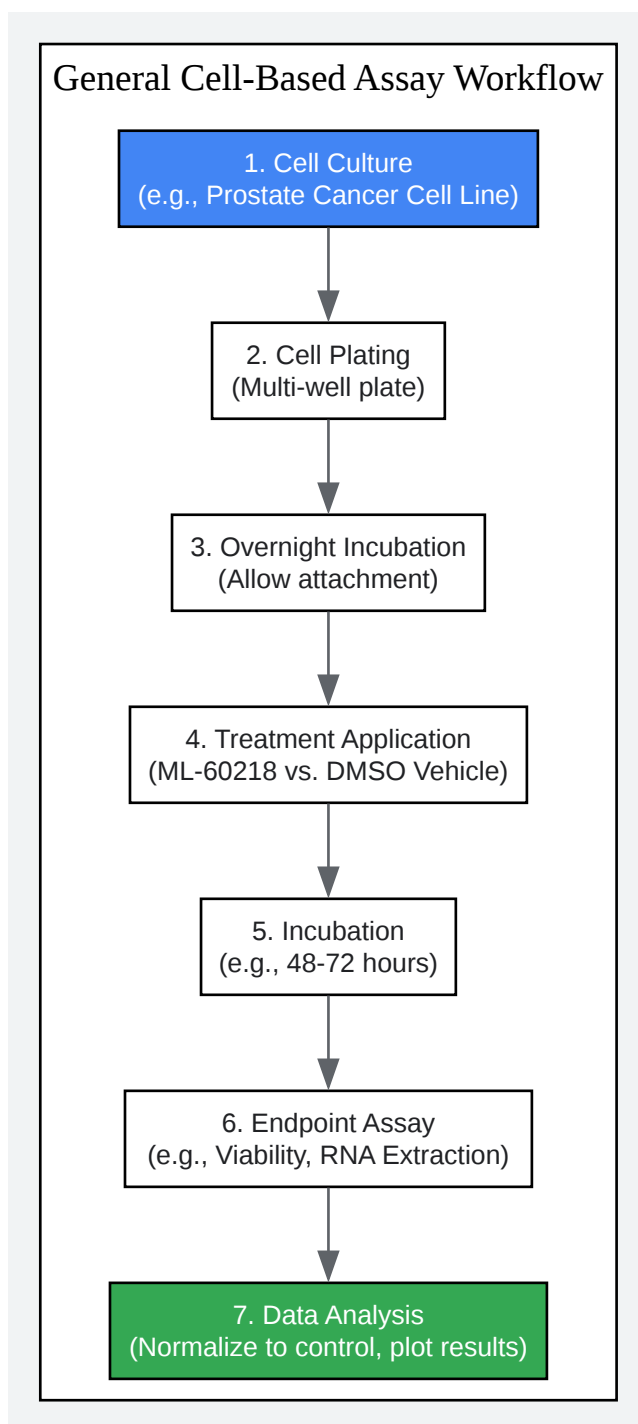 General Cell-Based Assay Workflow
1. Cell Culture
(e.g., Prostate Cancer Cell Line)
2. Cell Plating
(Multi-well plate)
3. Overnight Incubation
(Allow attachment)
4. Treatment Application
(ML-60218 vs. DMSO Vehicle)
5. Incubation
(e.g., 48-72 hours)
6. Endpoint Assay
(e.g., Viability, RNA Extraction)
7. Data Analysis
(Normalize to control, plot results)